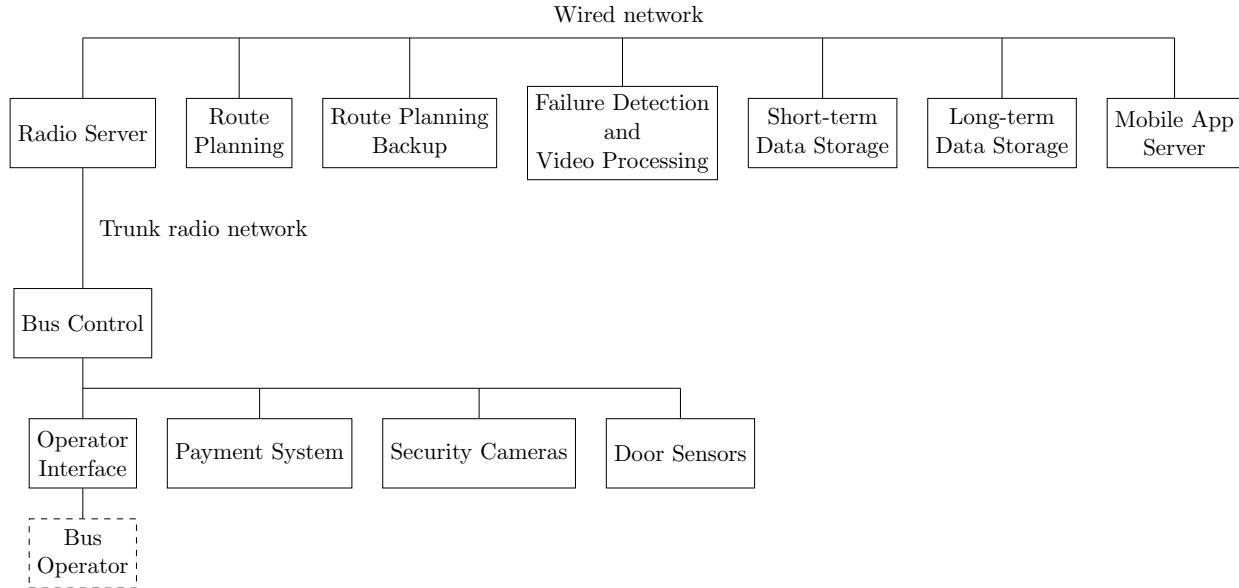 Wired network
Radio Server
Route
Planning
Route Planning
Backup
Failure Detection
and
Video Processing
Short-term
Data Storage
Long-term
Data Storage
Mobile App
Server
Trunk radio network
Bus Control
Operator
Interface
Payment System
Security Cameras
Door Sensors
Bus
Operator